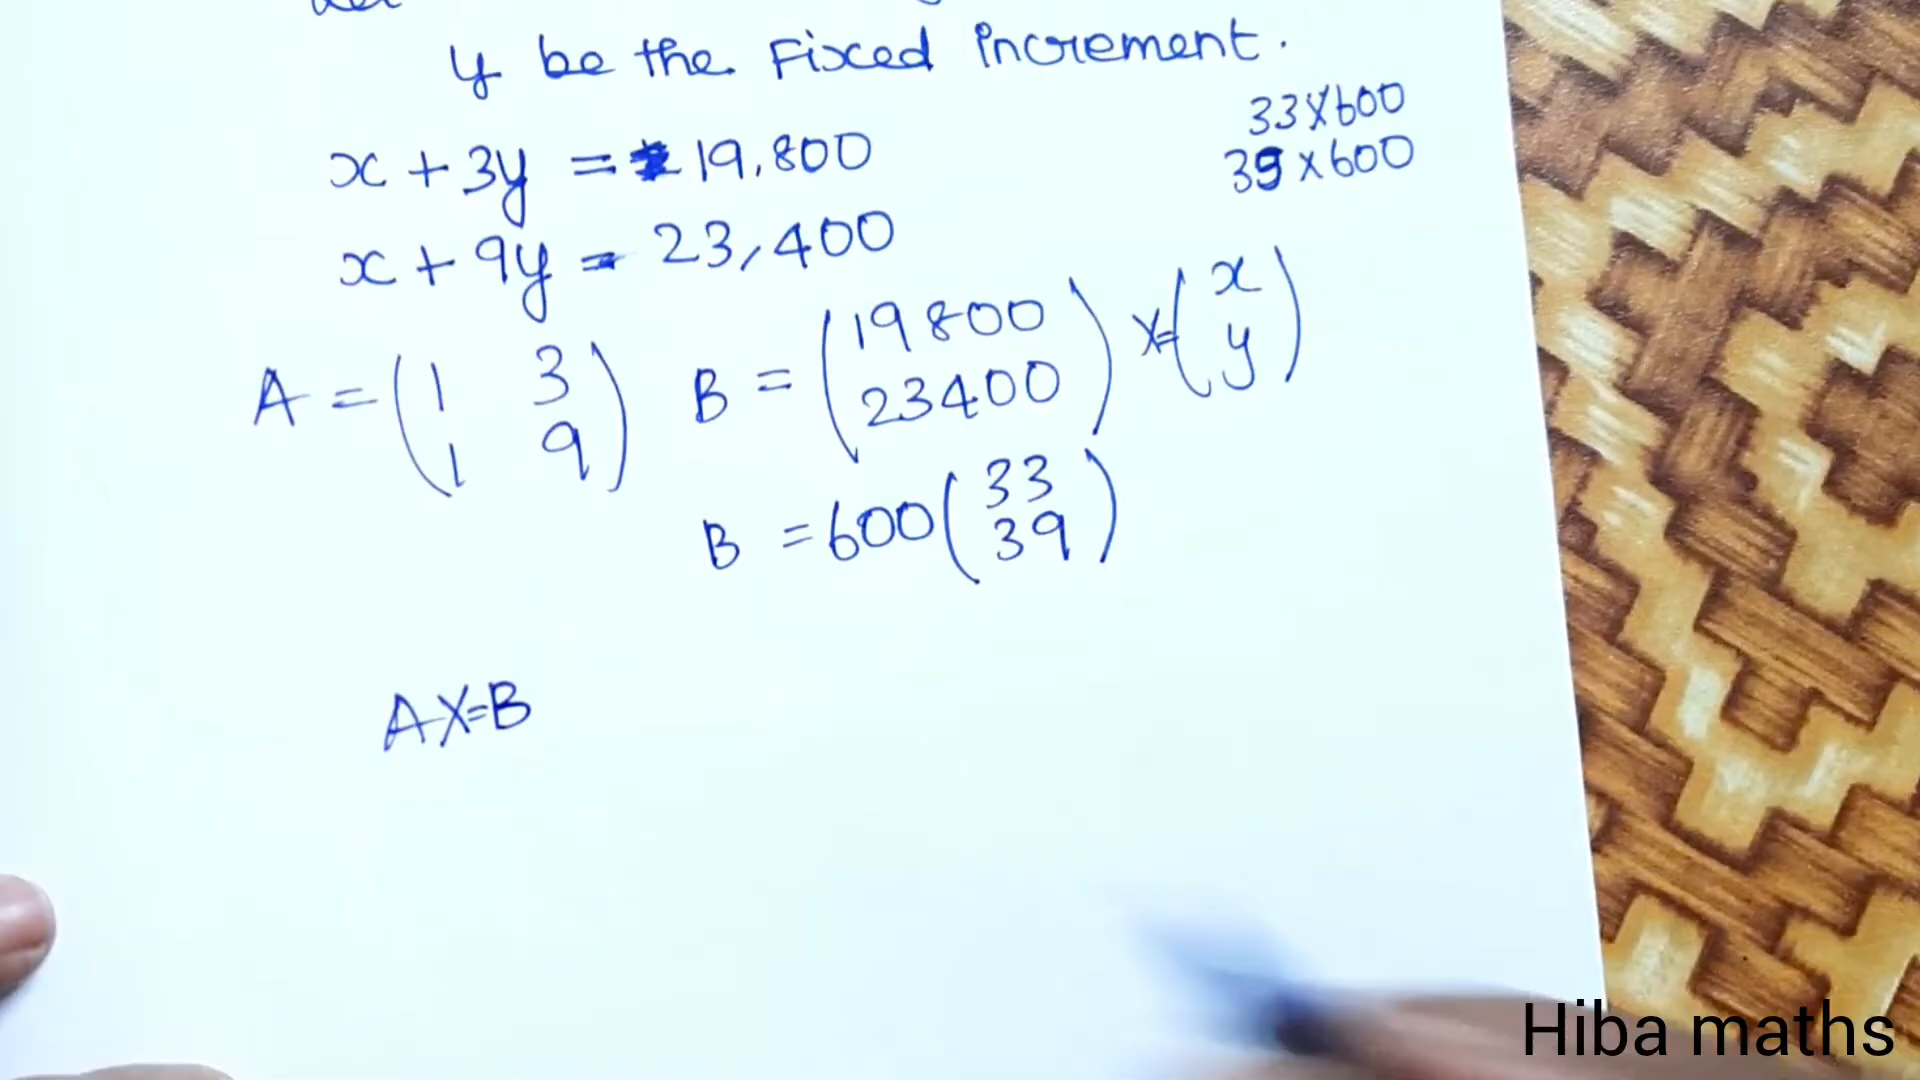 y be the Fixed increment.
33 x 600
39 x 600
x + 3y = 19,800
x + 9y = 23,400
A = (1 3
1 9)
B = (19800
23400)
X = (x
y)
B = 600 (33
39)
AX=B
Hiba maths